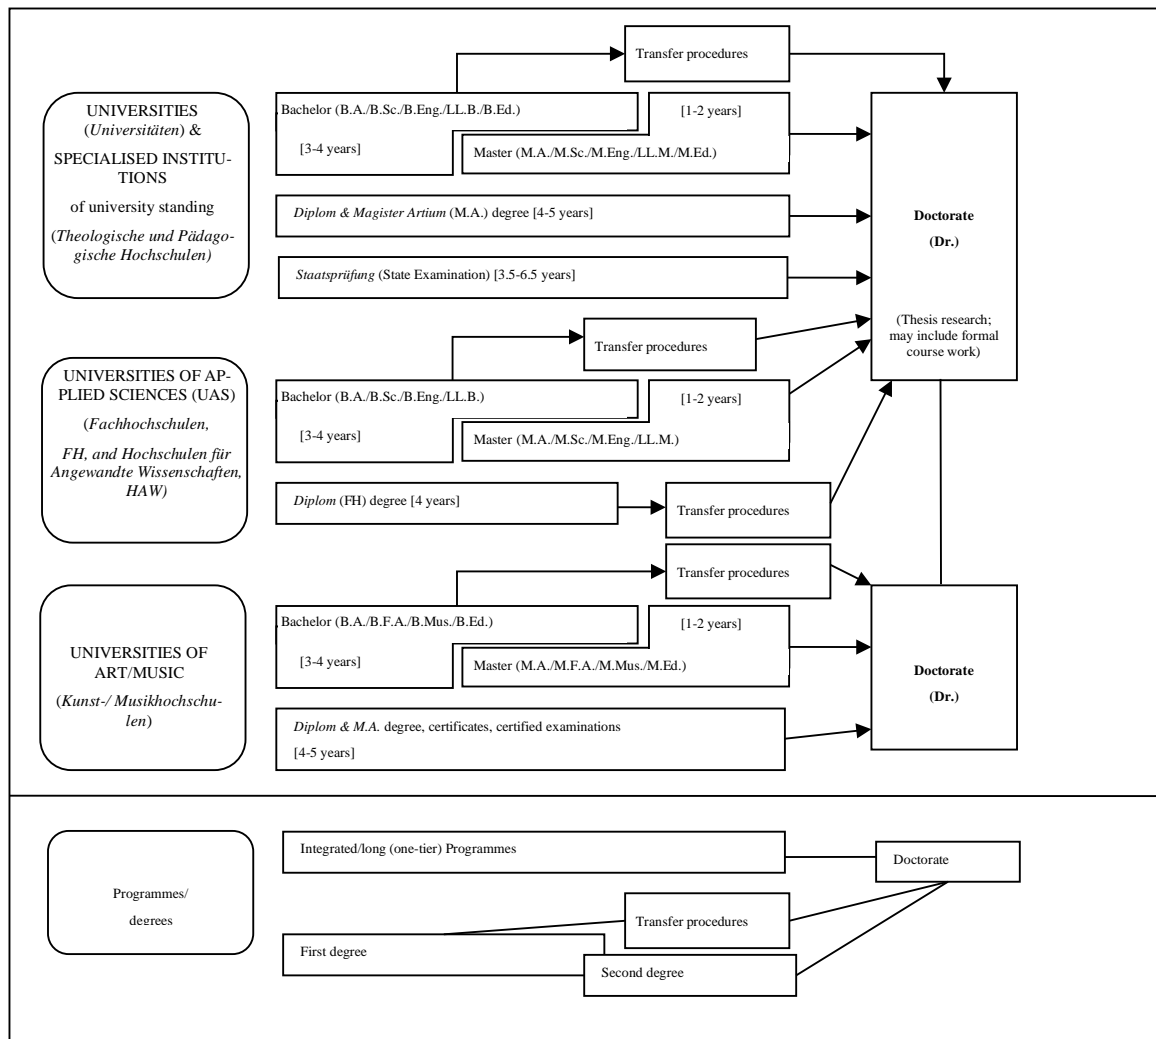 Transfer procedures
UNIVERSITIES
(Universitäten) &
SPECIALISED INSTITU-
TIONS
of university standing
(Theologische und Pädago-
gische Hochschulen)
Bachelor (B.A./B.Sc./B.Eng./LL.B./B.Ed.)
[3-4 years]
[1-2 years]
Master (M.A./M.Sc./M.Eng./LL.M./M.Ed.)
Diplom & Magister Artium (M.A.) degree [4-5 years]
Staatsprüfung (State Examination) [3.5-6.5 years]
Doctorate
(Dr.)
(Thesis research;
may include formal
course work)
UNIVERSITIES OF AP-
PLIED SCIENCES (UAS)
(Fachhochschulen,
FH, and Hochschulen für
Angewandte Wissenschaften,
HAW)
Transfer procedures
Bachelor (B.A./B.Sc./B.Eng./LL.B.)
[3-4 years]
[1-2 years]
Master (M.A./M.Sc./M.Eng./LL.M.)
Diplom (FH) degree [4 years]
Transfer procedures
Transfer procedures
UNIVERSITIES OF
ART/MUSIC
(Kunst-/ Musikhochschu-
len)
Bachelor (B.A./B.F.A./B.Mus./B.Ed.)
[3-4 years]
[1-2 years]
Master (M.A./M.F.A./M.Mus./M.Ed.)
Diplom & M.A. degree, certificates, certified examinations
[4-5 years]
Doctorate
(Dr.)
Programmes/
degrees
Integrated/long (one-tier) Programmes
Doctorate
Transfer procedures
First degree
Second degree